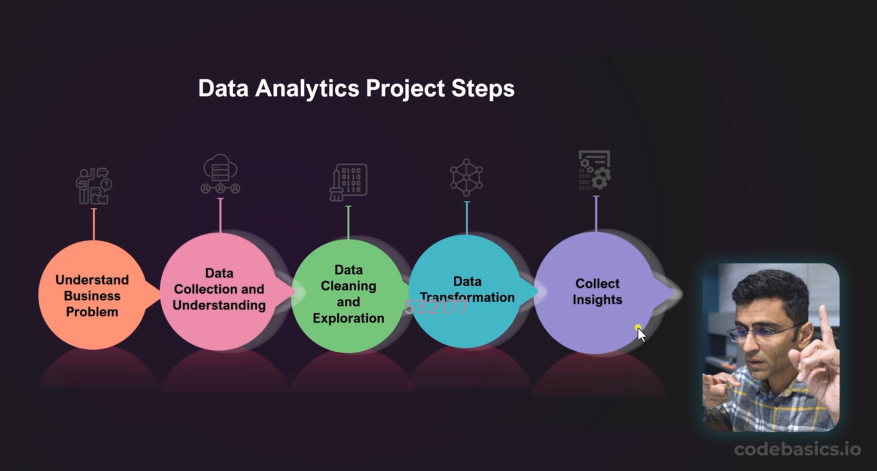 Data Analytics Project Steps
Understand
Business
Problem
Data
Collection and
Understanding
Data
Cleaning
and
Exploration
Data
Transformation
532177
Collect
Insights
codebasics.io